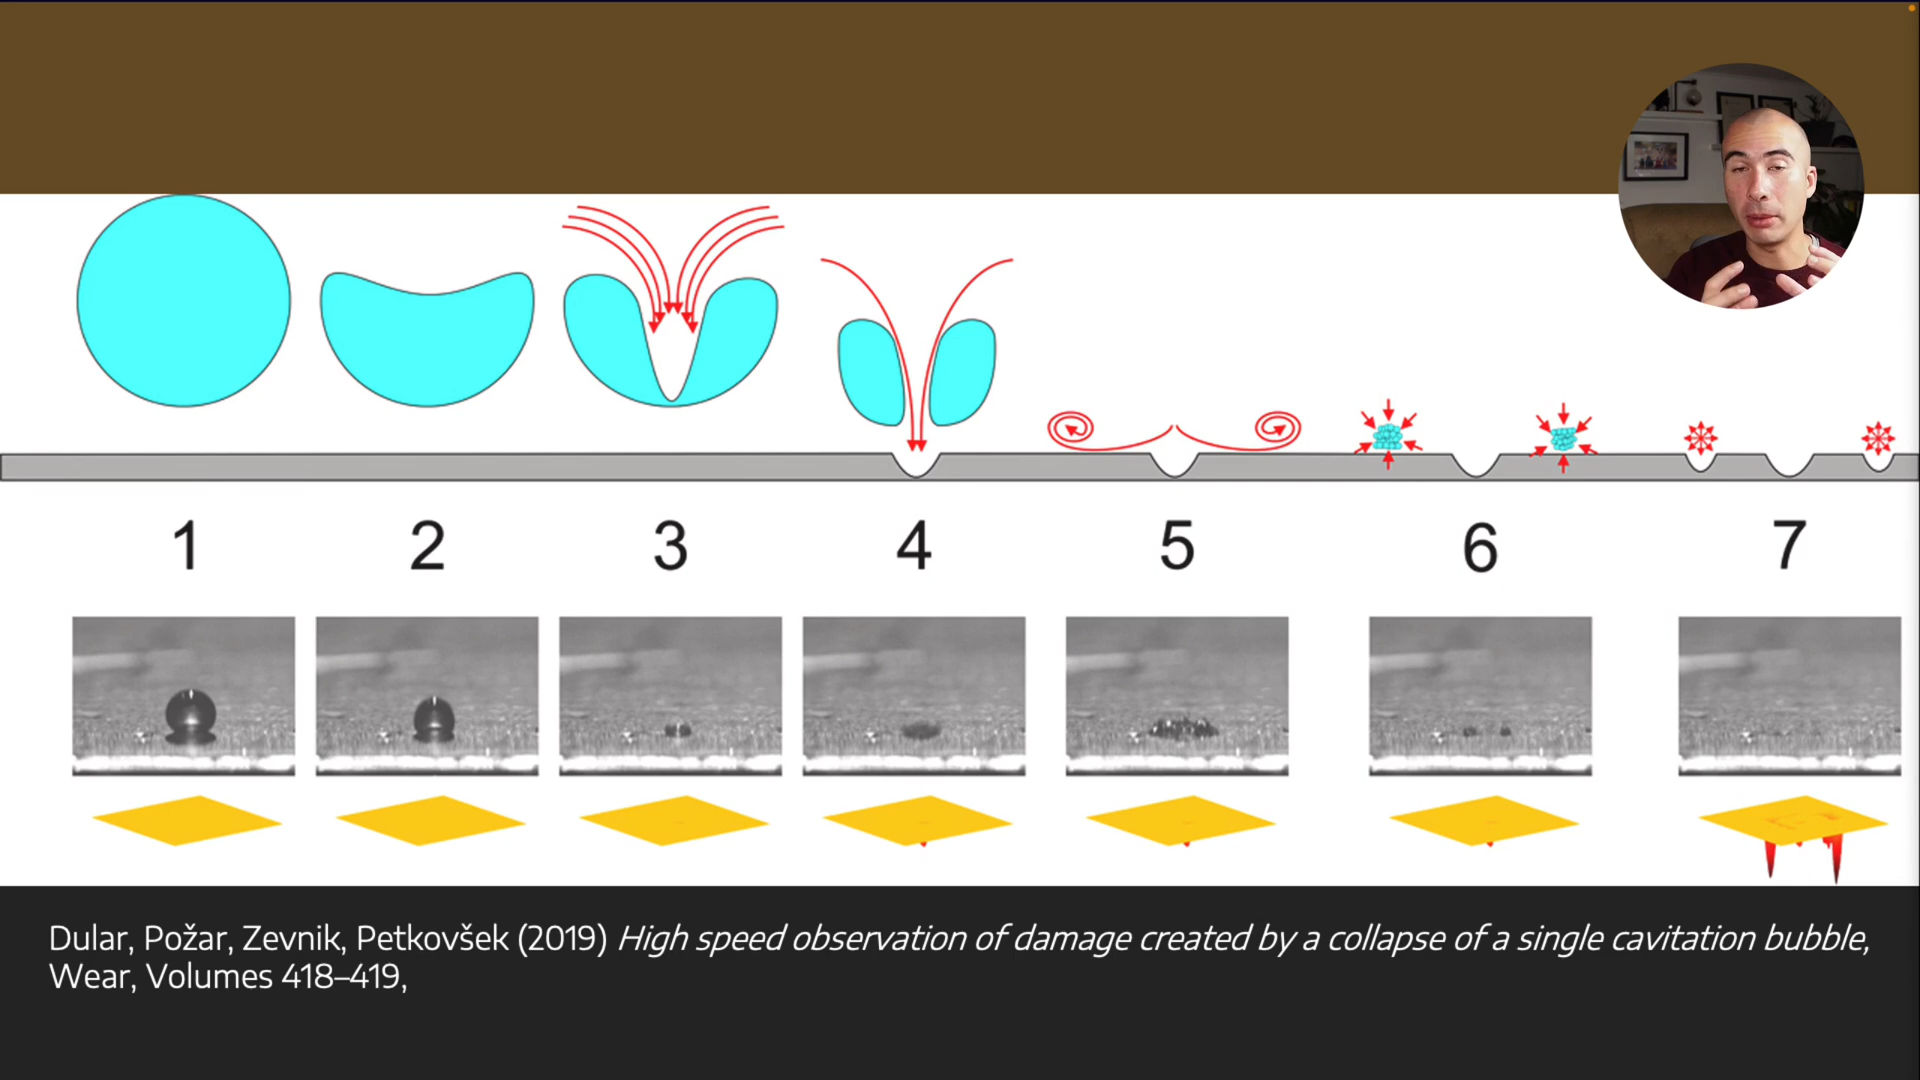 1 2 3 4 5 6 7
Dular, Požar, Zevnik, Petkovšek (2019) High speed observation of damage created by a collapse of a single cavitation bubble,
Wear, Volumes 418–419,